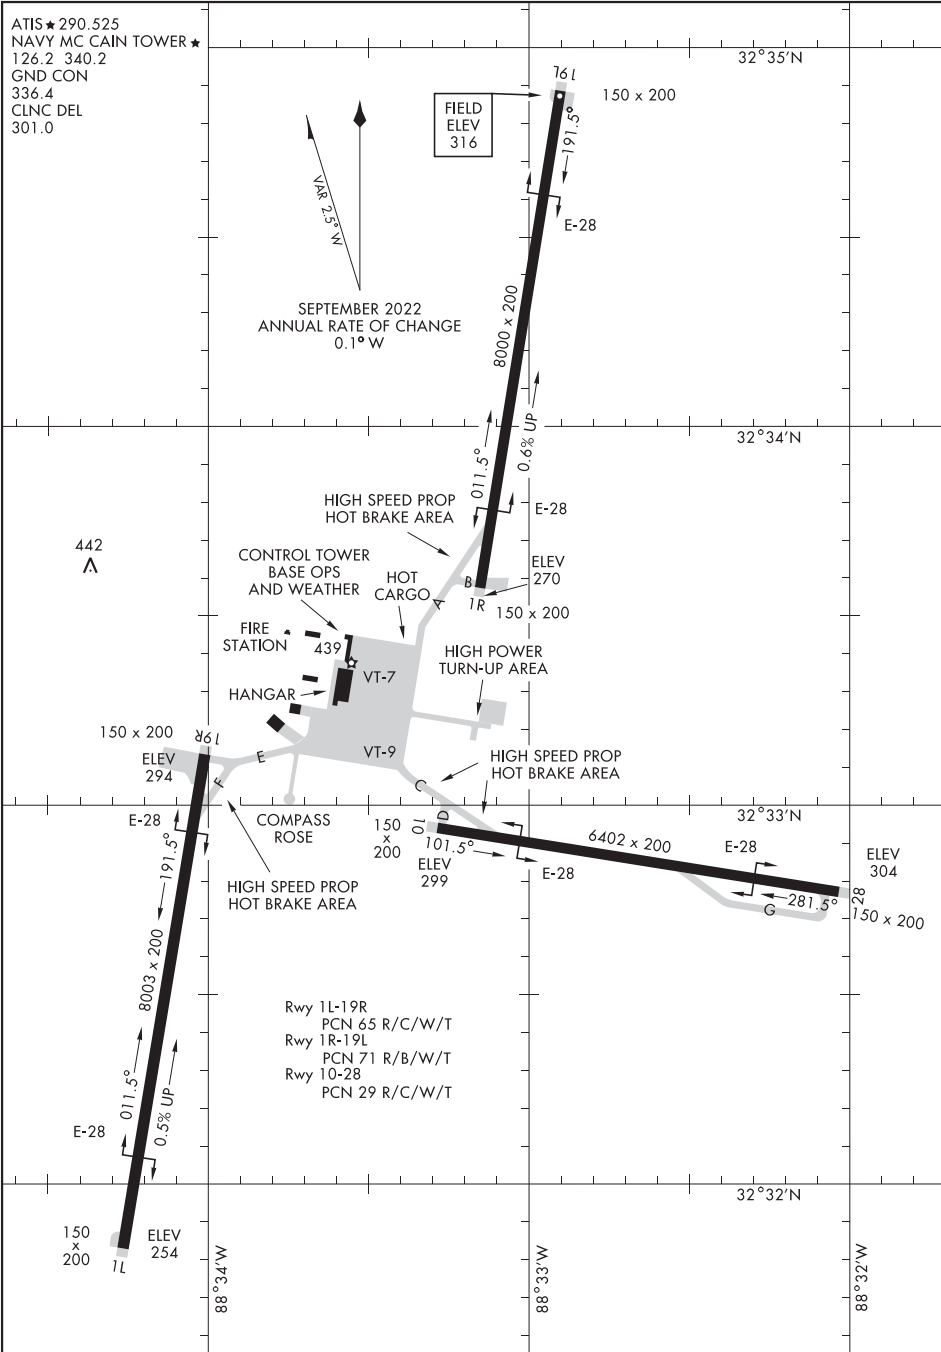 ATIS★290.525
NAVY MC CAIN TOWER★
126.2 340.2
GND CON
336.4
CLNC DEL
301.0
32°35'N
19L
150 x 200
FIELD
ELEV
316
191.5°
VAR 2.5° W
E-28
SEPTEMBER 2022
ANNUAL RATE OF CHANGE
0.1° W
8000 x 200
32°34'N
0.6% UP
011.5°
HIGH SPEED PROP
HOT BRAKE AREA
E-28
442
CONTROL TOWER
BASE OPS
AND WEATHER
HOT
CARGO
ELEV
270
B
A
1R
150 x 200
FIRE
STATION
439
HIGH POWER
TURN-UP AREA
VT-7
HANGAR
150 x 200
19R
ELEV
294
E
VT-9
HIGH SPEED PROP
HOT BRAKE AREA
F
C
32°33'N
E-28
COMPASS
ROSE
150
x
200
10
D
101.5°
ELEV
299
E-28
6402 x 200
E-28
ELEV
304
28
281.5°
G
150 x 200
191.5°
HIGH SPEED PROP
HOT BRAKE AREA
8003 x 200
Rwy 1L-19R
PCN 65 R/C/W/T
Rwy 1R-19L
PCN 71 R/B/W/T
Rwy 10-28
PCN 29 R/C/W/T
011.5°
0.5% UP
E-28
32°32'N
150
x
200
ELEV
254
1L
88°34'W
88°33'W
88°32'W